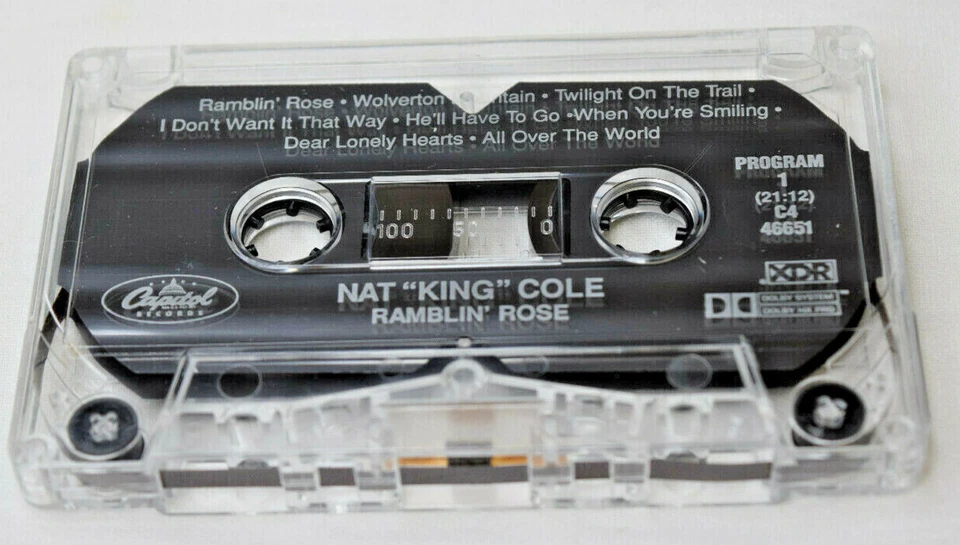 Ramblin' Rose • Wolverton ntain • Twilight On The Trail •
I Don't Want It That Way • He'll Have To Go •When You're Smiling •
Dear Lonely Hearts • All Over The World
PROGRAM
1
(21:12)
C4
46651
100 50 0
Capitol
RECORDS
XDR
NAT "KING" COLE
RAMBLIN' ROSE
DOLBY SYSTEM
DOLBY HX PRO